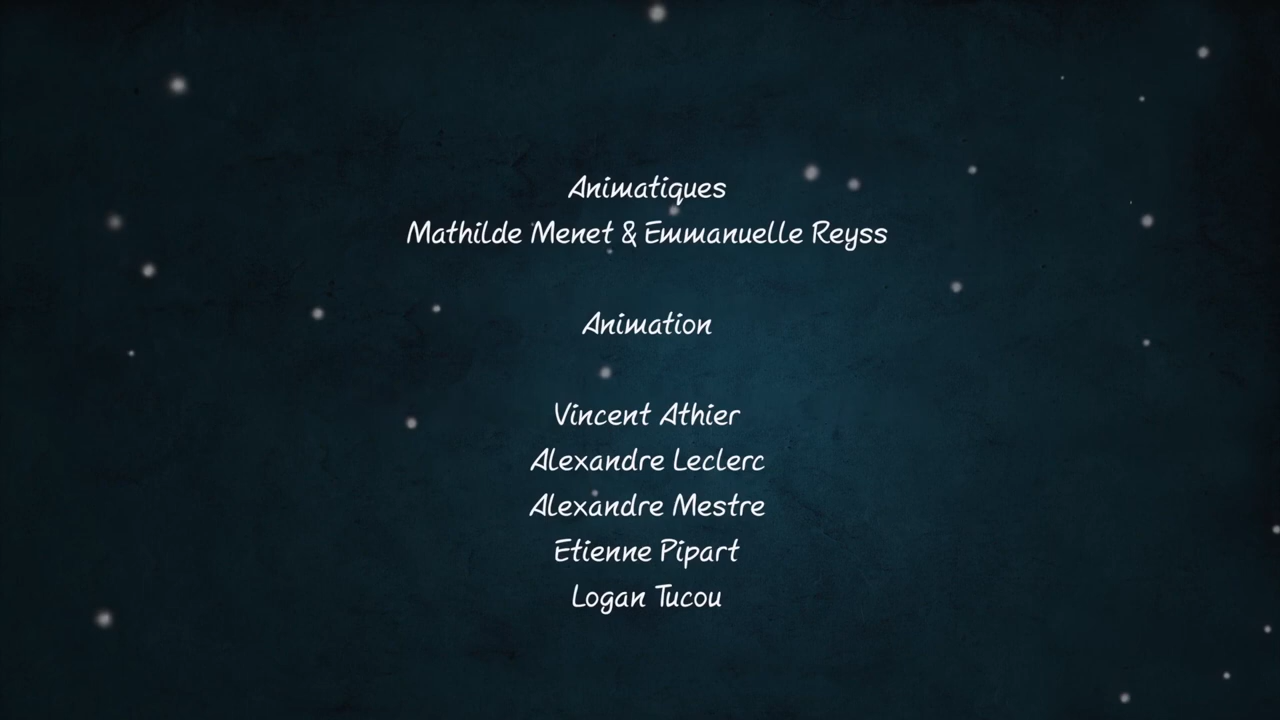 Animatiques
Mathilde Menet & Emmanuelle Reyss
Animation
Vincent Athier
Alexandre Leclerc
Alexandre Mestre
Etienne Pipart
Logan Tucou